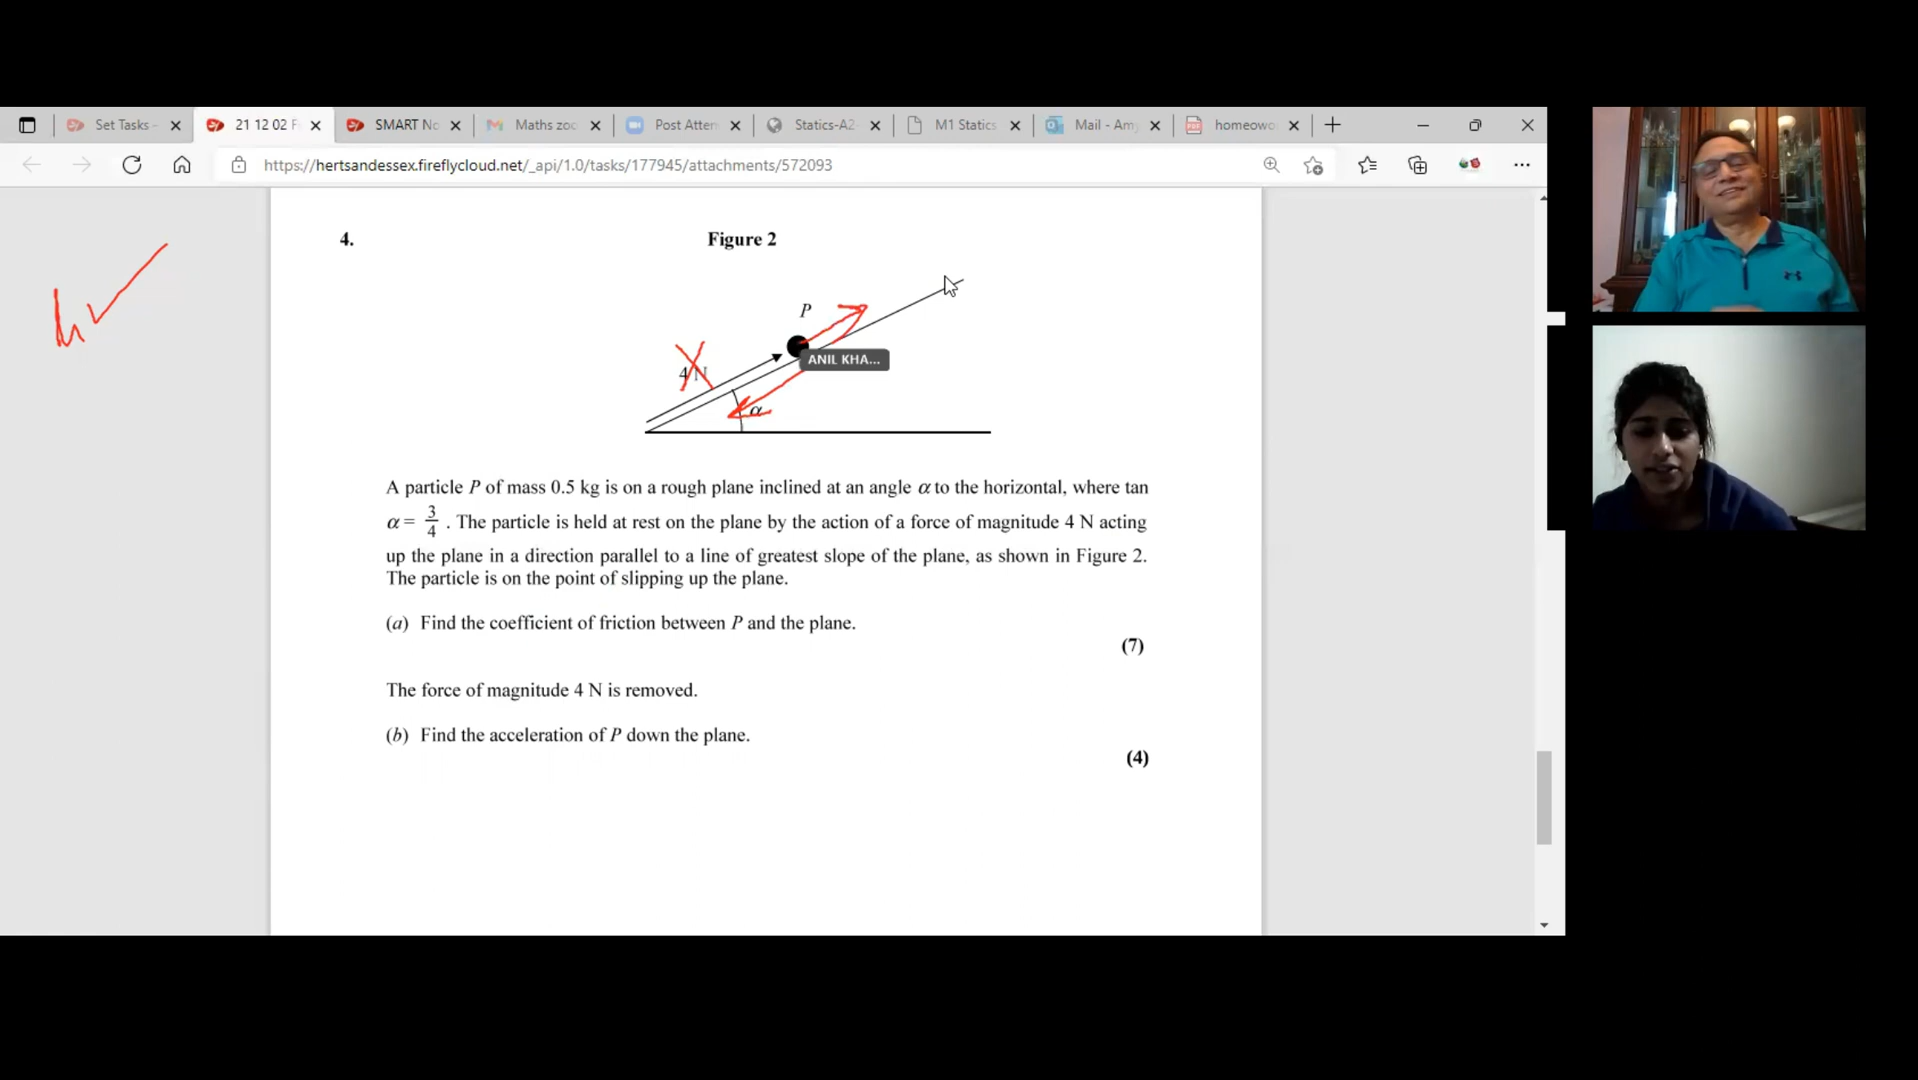 Set Tasks -
21 12 02 F
SMART No
Maths zoo
Post Atten
Statics-A2-
M1 Statics
Mail - Am
homeowo
https://hertsandessex.fireflycloud.net/_api/1.0/tasks/177945/attachments/572093
4.
Figure 2
P
ANIL KHA...
4 N
α
A particle P of mass 0.5 kg is on a rough plane inclined at an angle α to the horizontal, where tan
α = 3/4 . The particle is held at rest on the plane by the action of a force of magnitude 4 N acting
up the plane in a direction parallel to a line of greatest slope of the plane, as shown in Figure 2.
The particle is on the point of slipping up the plane.
(a) Find the coefficient of friction between P and the plane.
(7)
The force of magnitude 4 N is removed.
(b) Find the acceleration of P down the plane.
(4)